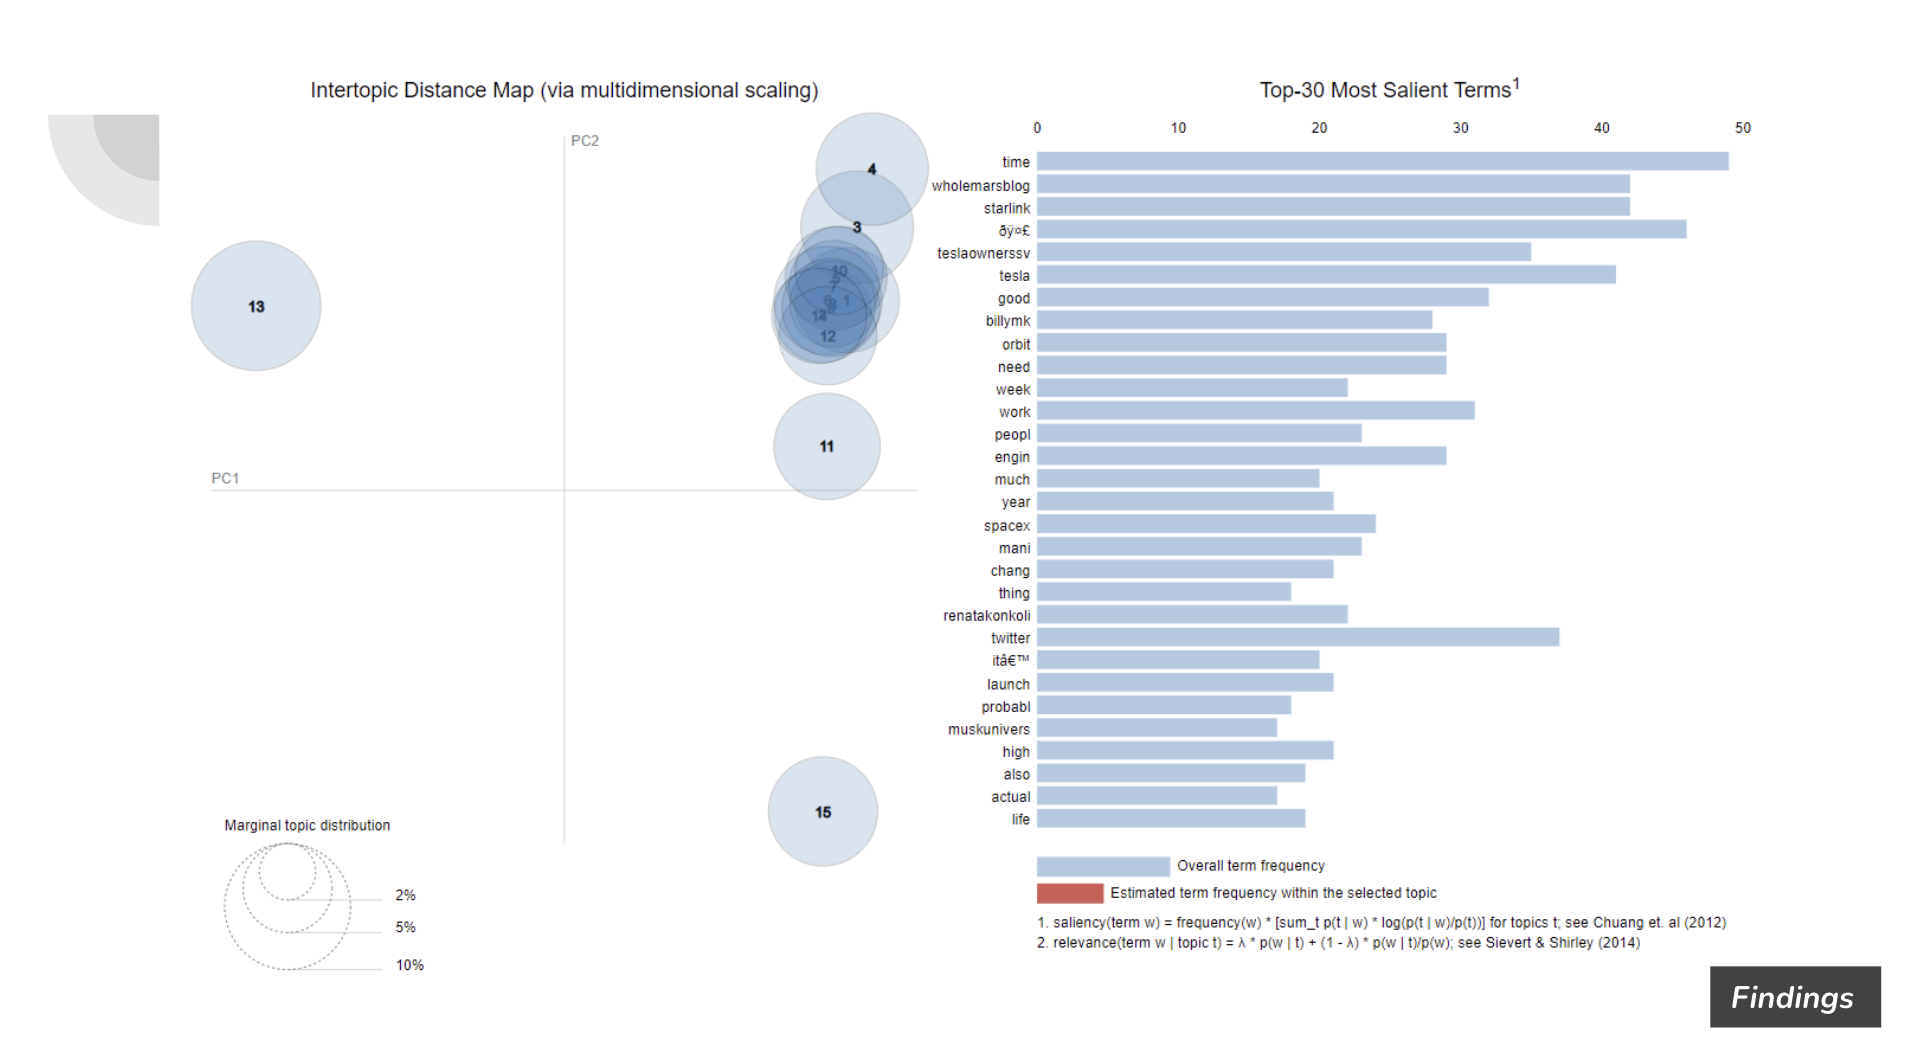 Intertopic Distance Map (via multidimensional scaling)
PC2
PC1
4
3
10
1
12
13
11
15
Marginal topic distribution
2%
5%
10%
Top-30 Most Salient Terms1
0 10 20 30 40 50
time
wholemarsblog
starlink
ðÿ¤£
teslaownerssv
tesla
good
billymk
orbit
need
week
work
peopl
engin
much
year
spacex
mani
chang
thing
renatakonkoli
twitter
itâ€™
launch
probabl
muskunivers
high
also
actual
life
Overall term frequency
Estimated term frequency within the selected topic
1. saliency(term w) = frequency(w) * [sum_t p(t | w) * log(p(t | w)/p(t))] for topics t; see Chuang et. al (2012)
2. relevance(term w | topic t) = λ * p(w | t) + (1 - λ) * p(w | t)/p(w); see Sievert & Shirley (2014)
Findings